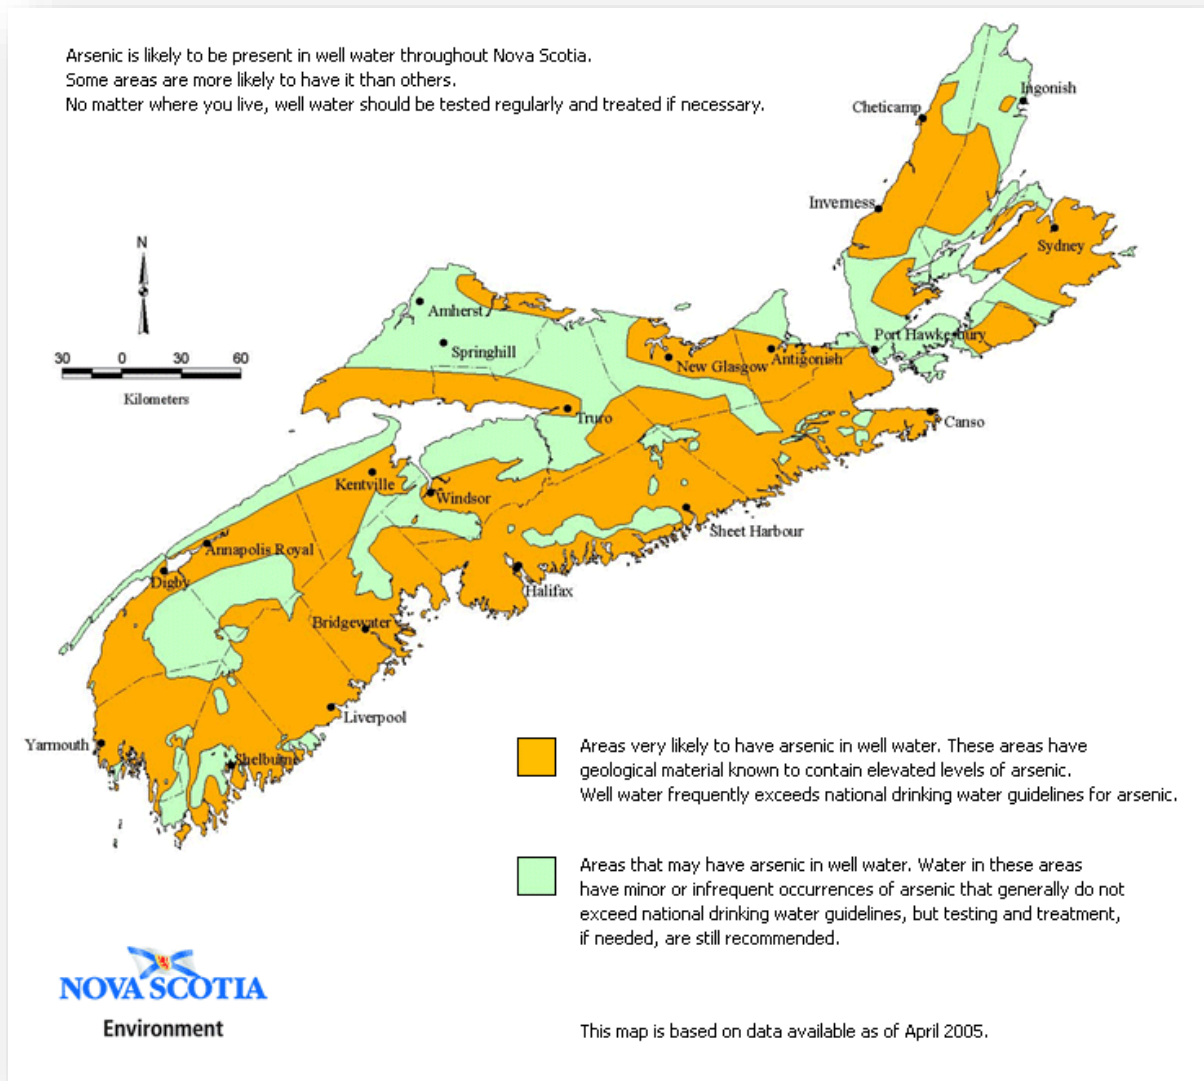 Arsenic is likely to be present in well water throughout Nova Scotia.
Some areas are more likely to have it than others.
No matter where you live, well water should be tested regularly and treated if necessary.
Ingonish
Cheticamp
Inverness
Sydney
N
Amherst
Springhill
Port Hawkesbury
Antigonish
New Glasgow
30 0 30 60
Kilometers
Truro
Canso
Kentville
Windsor
Sheet Harbour
Annapolis Royal
Digby
Halifax
Bridgewater
Liverpool
Yarmouth
Shelburne
Areas very likely to have arsenic in well water. These areas have
geological material known to contain elevated levels of arsenic.
Well water frequently exceeds national drinking water guidelines for arsenic.
Areas that may have arsenic in well water. Water in these areas
have minor or infrequent occurrences of arsenic that generally do not
exceed national drinking water guidelines, but testing and treatment,
if needed, are still recommended.
NOVA SCOTIA
Environment
This map is based on data available as of April 2005.